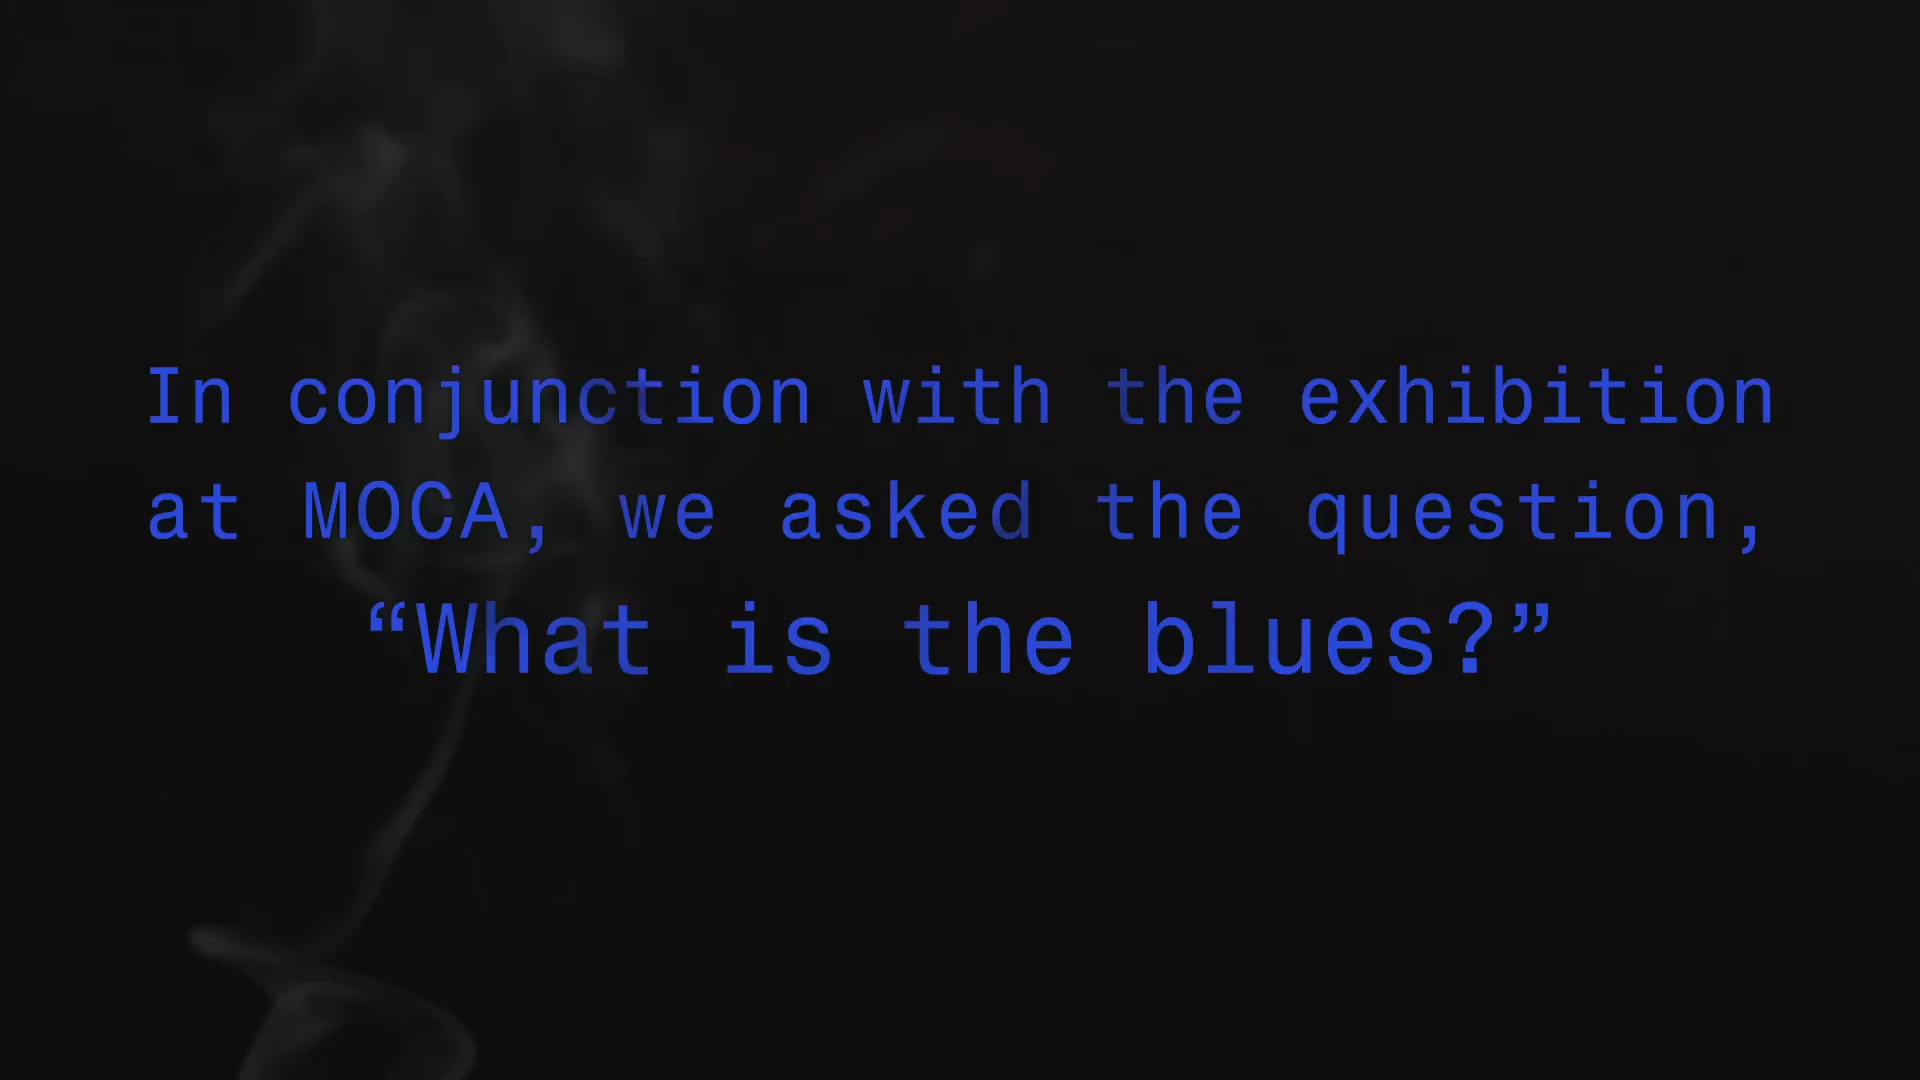 In conjunction with the exhibition
at MOCA, we asked the question,
“What is the blues?”